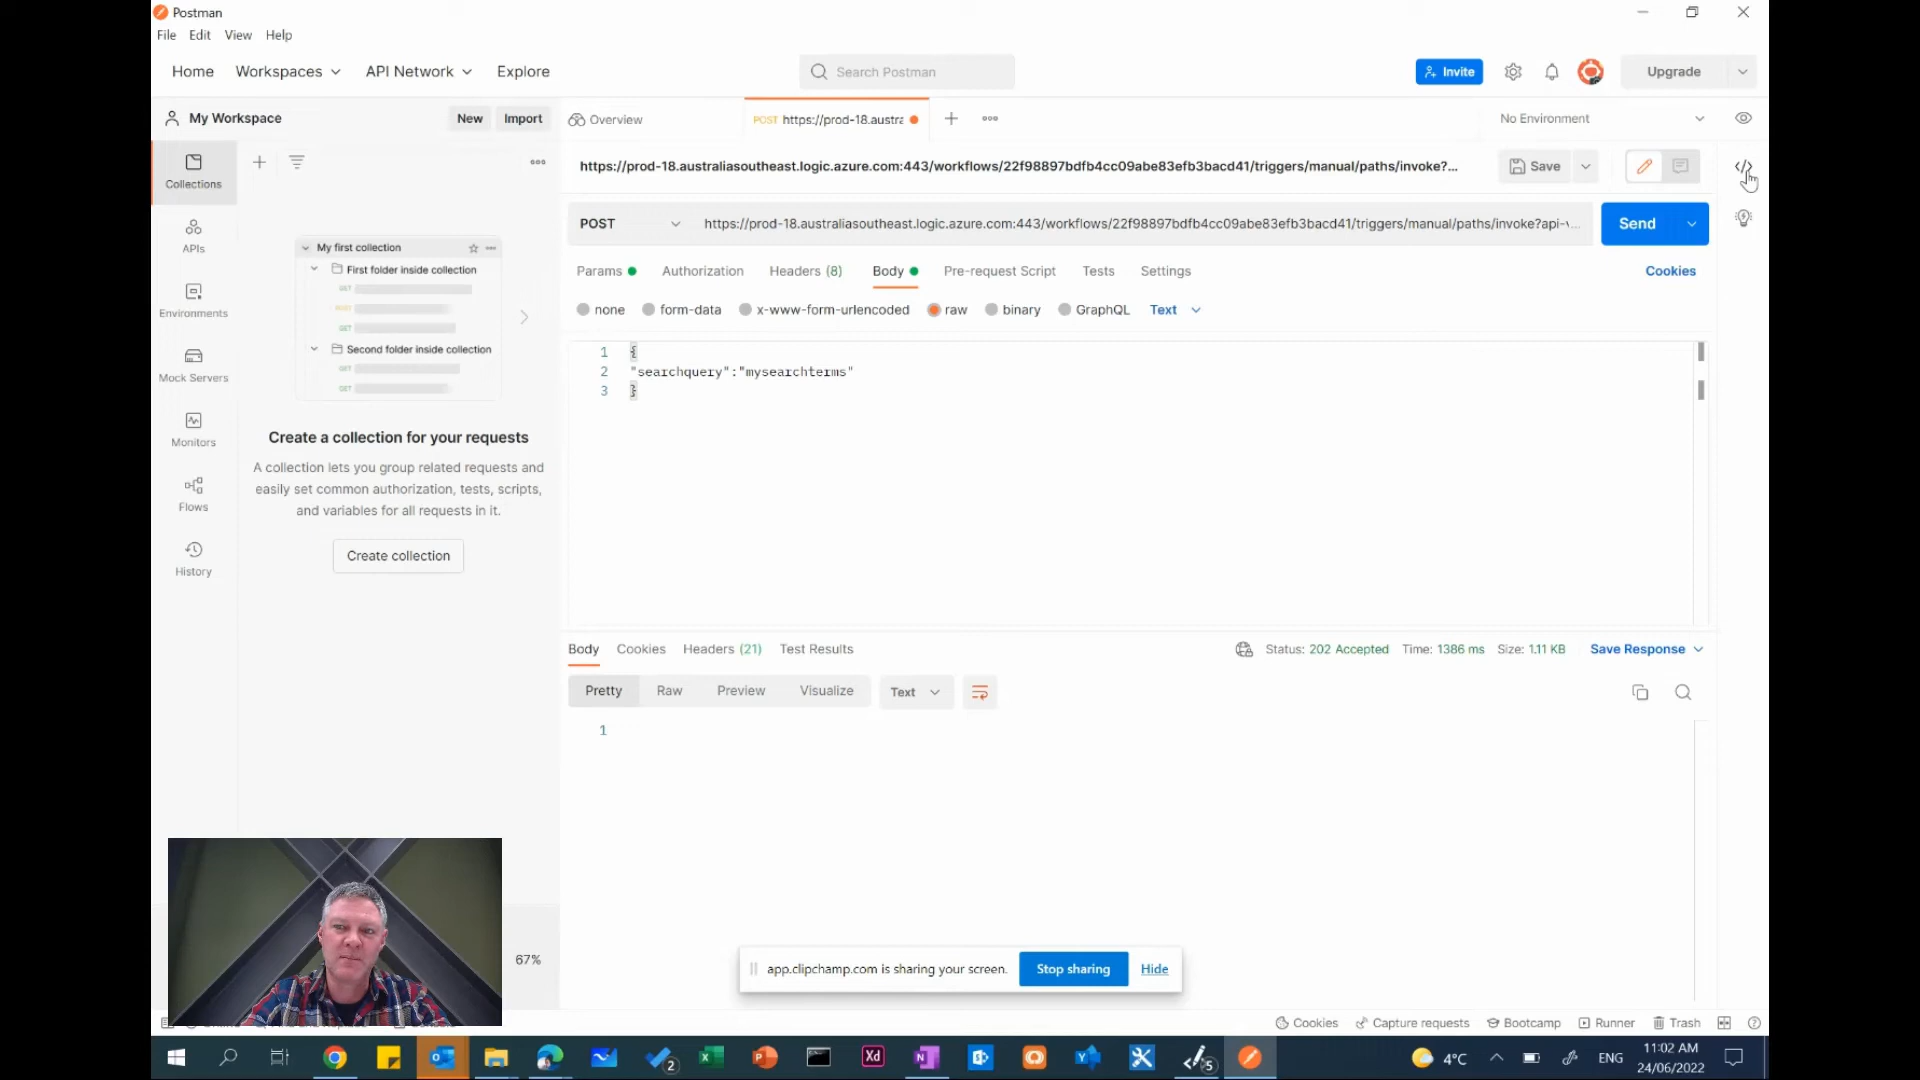 Postman
File Edit View Help
Home Workspaces API Network Explore
Search Postman
Invite
Upgrade
My Workspace
New Import
Overview
POST https://prod-18.austra
No Environment
Collections
APIs
Environments
Mock Servers
Monitors
Flows
History
My first collection
First folder inside collection
GET
POST
GET
Second folder inside collection
GET
GET
Create a collection for your requests
A collection lets you group related requests and
easily set common authorization, tests, scripts,
and variables for all requests in it.
Create collection
https://prod-18.australiasoutheast.logic.azure.com:443/workflows/22f98897bdfb4cc09abe83efb3bacd41/triggers/manual/paths/invoke?...
Save
POST
https://prod-18.australiasoutheast.logic.azure.com:443/workflows/22f98897bdfb4cc09abe83efb3bacd41/triggers/manual/paths/invoke?api-v...
Send
Params Authorization Headers (8) Body Pre-request Script Tests Settings
Cookies
none form-data x-www-form-urlencoded raw binary GraphQL Text
1 {
2 "searchquery":"mysearchterms"
3 }
Body Cookies Headers (21) Test Results
Status: 202 Accepted Time: 1386 ms Size: 1.11 KB Save Response
Pretty Raw Preview Visualize Text
1
67%
app.clipchamp.com is sharing your screen. Stop sharing Hide
Cookies Capture requests Bootcamp Runner Trash
2
Xd
5
4°C
ENG
11:02 AM
24/06/2022